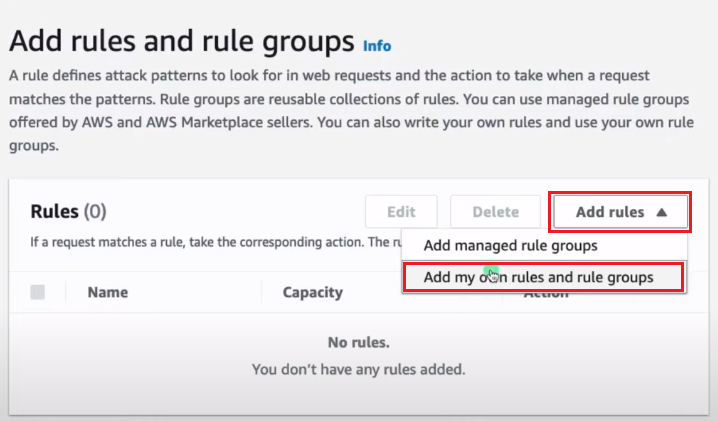 Add rules and rule groups Info
A rule defines attack patterns to look for in web requests and the action to take when a request
matches the patterns. Rule groups are reusable collections of rules. You can use managed rule groups
offered by AWS and AWS Marketplace sellers. You can also write your own rules and use your own rule
groups.
Rules (0) Edit Delete Add rules
If a request matches a rule, take the corresponding action. The
Add managed rule groups
Add my own rules and rule groups
Name Capacity Action
No rules.
You don't have any rules added.